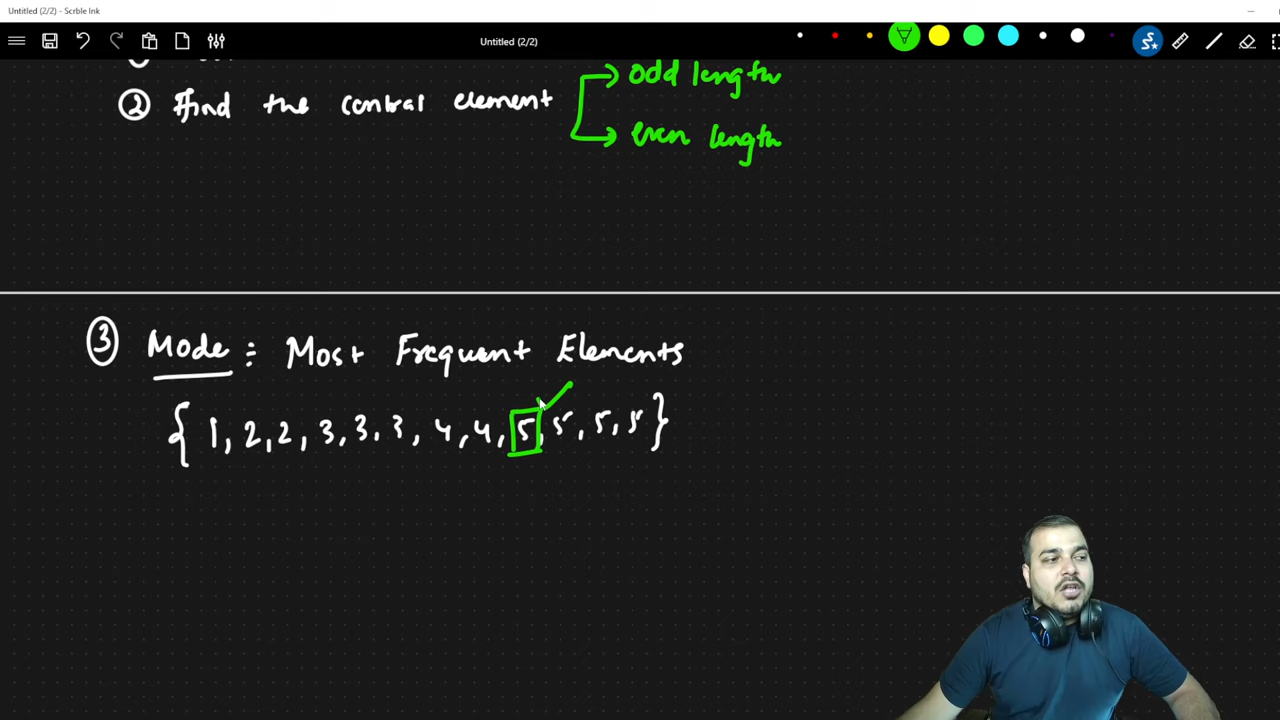 Untitled (2/2) - Scrble Ink
Untitled (2/2)
odd length
② Find the central element
even length
③ Mode : Most Frequent Elements
{ 1, 2, 2, 3, 3, 3, 4, 4, 5, 5, 5, 5 }